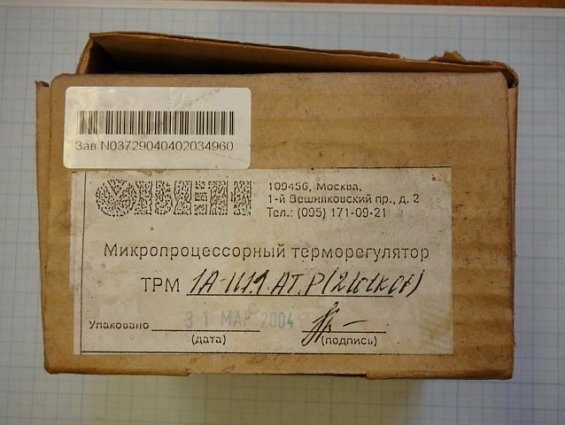 Зав.N03729040402034960
ОВЕН
109456, Москва,
1-й Вешняковский пр., д. 2
Тел.: (095) 171-09-21
Микропроцессорный терморегулятор
ТРМ 1А-Щ1.АТ.Р
Упаковано 31 МАР 2004
(дата) (подпись)